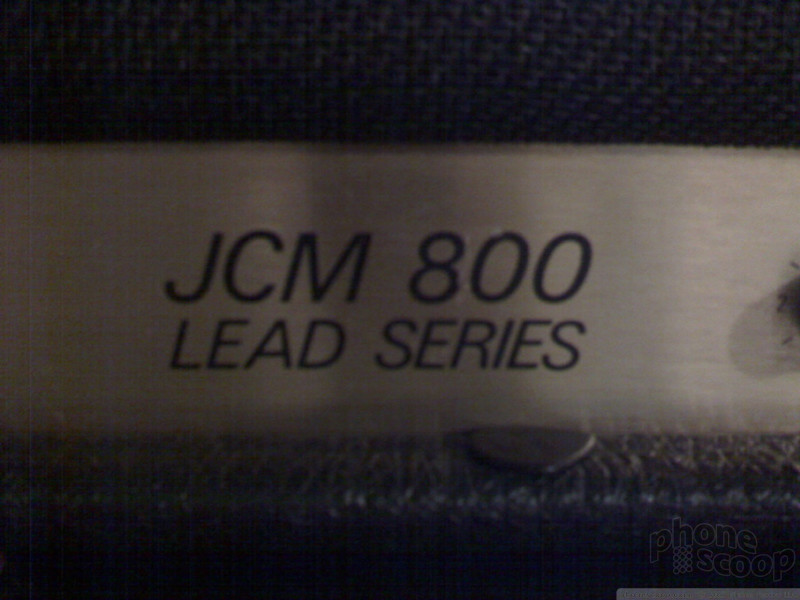 JCM 800
LEAD SERIES
phone
scoop